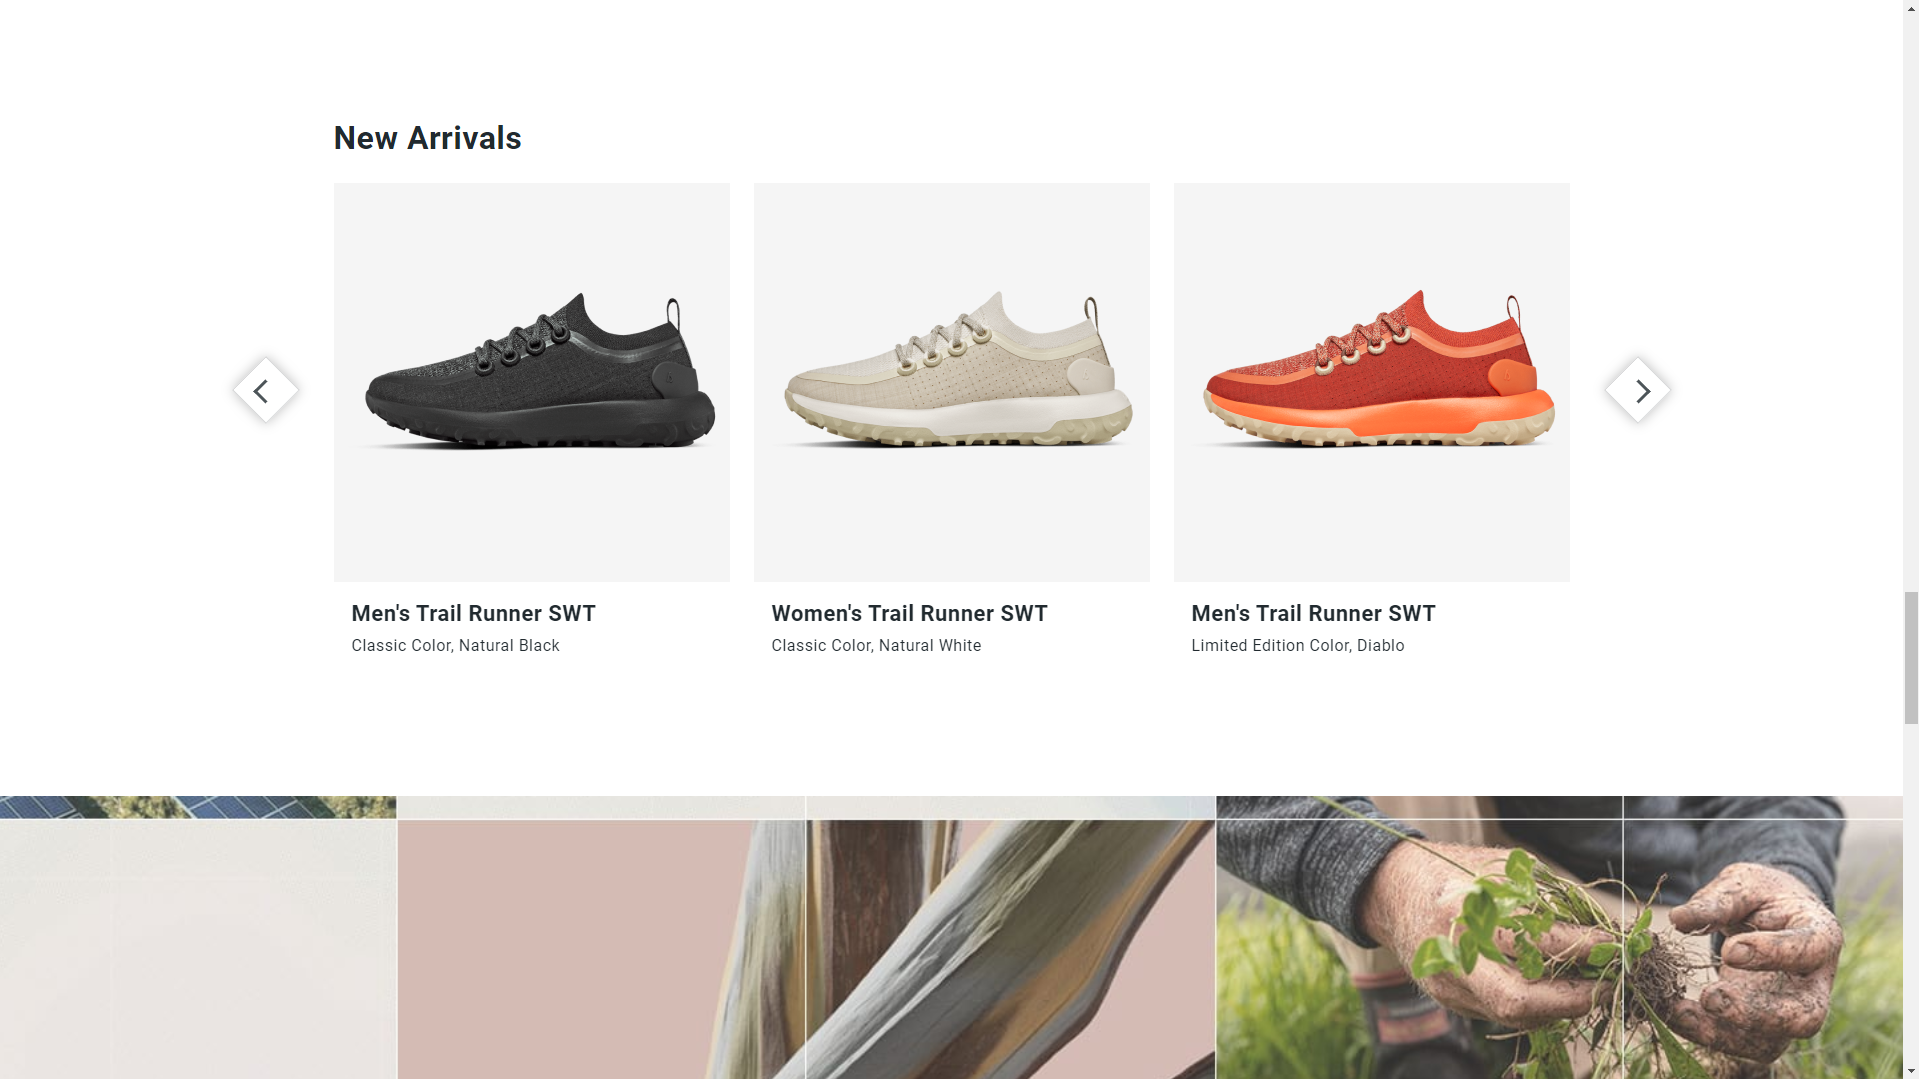 New Arrivals
Men's Trail Runner SWT
Classic Color, Natural Black
Women's Trail Runner SWT
Classic Color, Natural White
Men's Trail Runner SWT
Limited Edition Color, Diablo